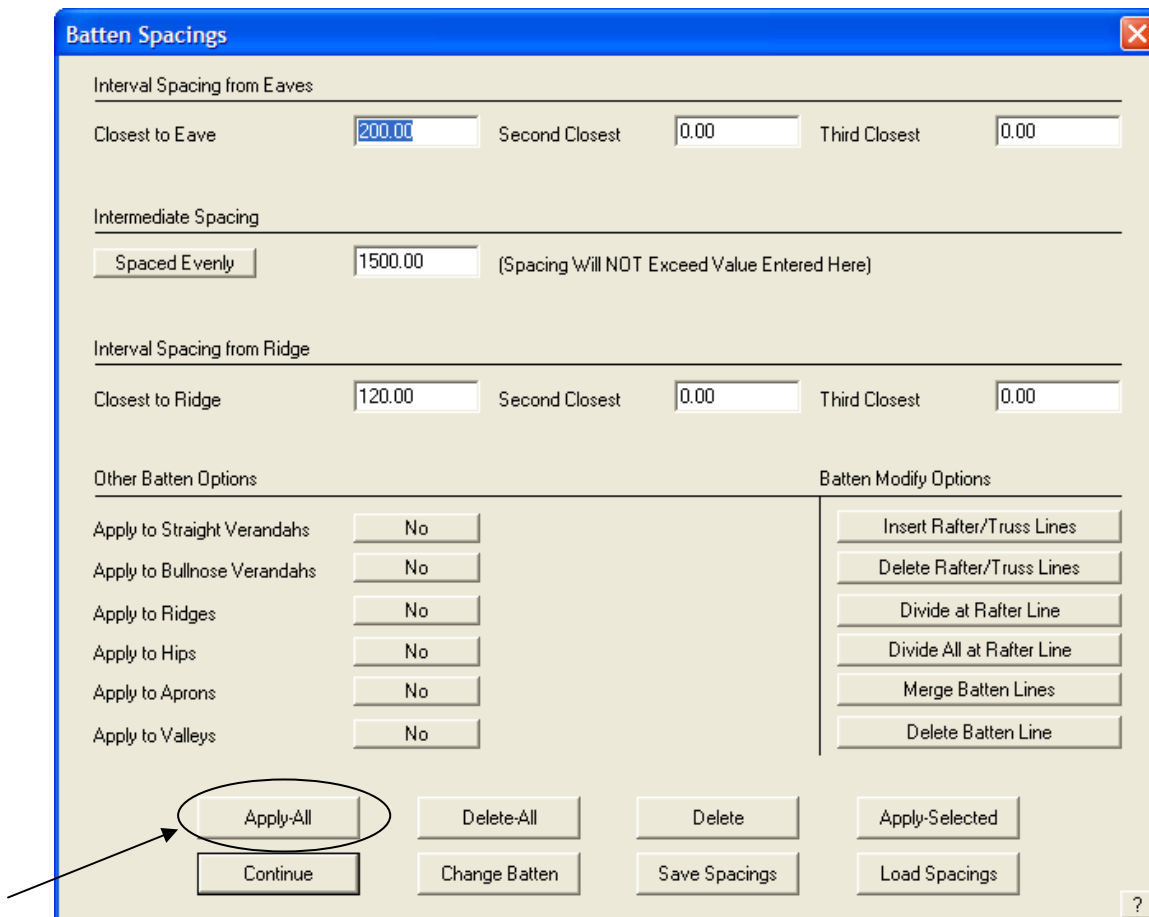 Batten Spacings
Interval Spacing from Eaves
Closest to Eave 200.00 Second Closest 0.00 Third Closest 0.00
Intermediate Spacing
Spaced Evenly 1500.00 (Spacing Will NOT Exceed Value Entered Here)
Interval Spacing from Ridge
Closest to Ridge 120.00 Second Closest 0.00 Third Closest 0.00
Other Batten Options Batten Modify Options
Apply to Straight Verandahs No Insert Rafter/Truss Lines
Apply to Bullnose Verandahs No Delete Rafter/Truss Lines
Apply to Ridges No Divide at Rafter Line
Apply to Hips No Divide All at Rafter Line
Apply to Aprons No Merge Batten Lines
Apply to Valleys No Delete Batten Line
Apply-All Delete-All Delete Apply-Selected
Continue Change Batten Save Spacings Load Spacings
?